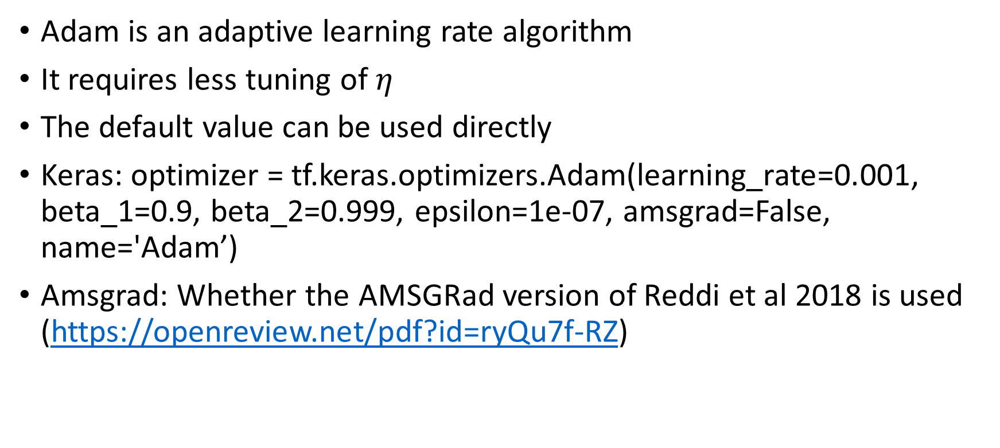 • Adam is an adaptive learning rate algorithm
• It requires less tuning of η
• The default value can be used directly
• Keras: optimizer = tf.keras.optimizers.Adam(learning_rate=0.001,
beta_1=0.9, beta_2=0.999, epsilon=1e-07, amsgrad=False,
name='Adam’)
• Amsgrad: Whether the AMSGRad version of Reddi et al 2018 is used
(https://openreview.net/pdf?id=ryQu7f-RZ)